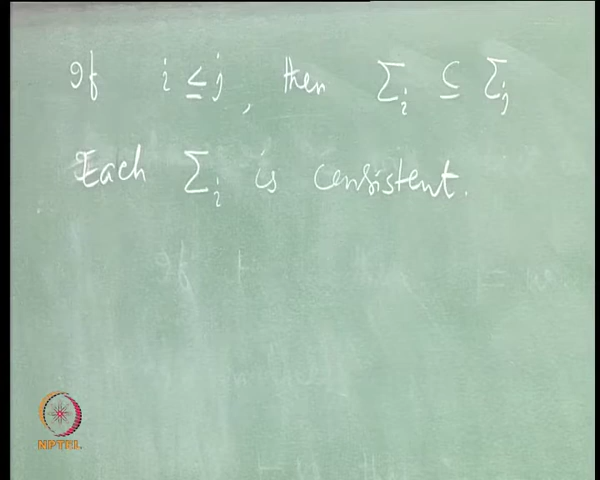 If i ≤ j, then Σᵢ ⊆ Σⱼ
Each Σᵢ is consistent.
NPTEL